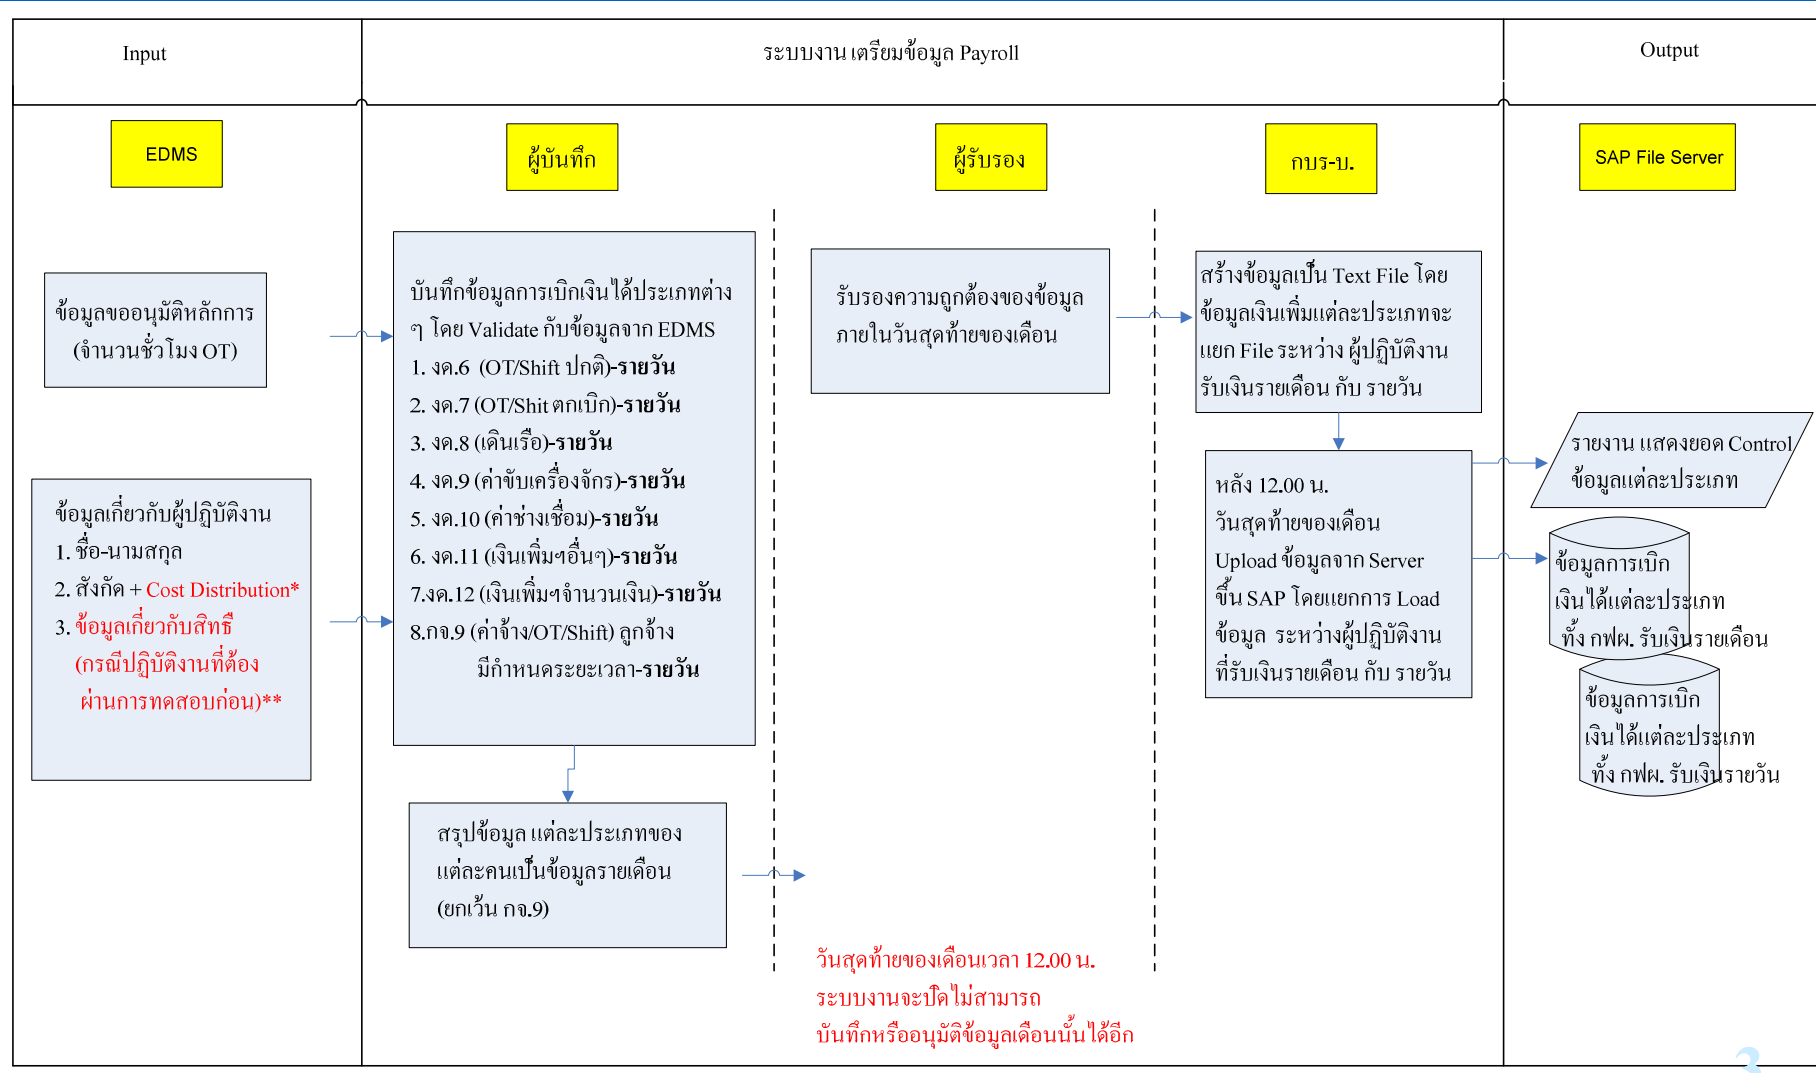 Input
ระบบงาน เตรียมข้อมูล Payroll
Output
EDMS
ผู้บันทึก
ผู้รับรอง
กบร-บ.
SAP File Server
ข้อมูลขออนุมัติหลักการ
(จำนวนชั่วโมง OT)
ข้อมูลเกี่ยวกับผู้ปฏิบัติงาน
1. ชื่อ-นามสกุล
2. สังกัด + Cost Distribution*
3. ข้อมูลเกี่ยวกับสิทธื
(กรณีปฏิบัติงานที่ต้อง
ผ่านการทดสอบก่อน)**
บันทึกข้อมูลการเบิกเงินได้ประเภทต่าง
ๆ โดย Validate กับข้อมูลจาก EDMS
1. งด.6 (OT/Shift ปกติ)-รายวัน
2. งด.7 (OT/Shit ตกเบิก)-รายวัน
3. งด.8 (เดินเรือ)-รายวัน
4. งด.9 (ค่าขับเครื่องจักร)-รายวัน
5. งด.10 (ค่าช่างเชื่อม)-รายวัน
6. งด.11 (เงินเพิ่มฯอื่นๆ)-รายวัน
7.งด.12 (เงินเพิ่มฯจำนวนเงิน)-รายวัน
8.กจ.9 (ค่าจ้าง/OT/Shift) ลูกจ้าง
มีกำหนดระยะเวลา-รายวัน
สรุปข้อมูล แต่ละประเภทของ
แต่ละคนเป็นข้อมูลรายเดือน
(ยกเว้น กจ.9)
รับรองความถูกต้องของข้อมูล
ภายในวันสุดท้ายของเดือน
วันสุดท้ายของเดือนเวลา 12.00 น.
ระบบงานจะปิดไม่สามารถ
บันทึกหรืออนุมัติข้อมูลเดือนนั้นได้อีก
สร้างข้อมูลเป็น Text File โดย
ข้อมูลเงินเพิ่มแต่ละประเภทจะ
แยก File ระหว่าง ผู้ปฏิบัติงาน
รับเงินรายเดือน กับ รายวัน
หลัง 12.00 น.
วันสุดท้ายของเดือน
Upload ข้อมูลจาก Server
ขึ้น SAP โดยแยกการ Load
ข้อมูล ระหว่างผู้ปฏิบัติงาน
ที่รับเงินรายเดือน กับ รายวัน
รายงาน แสดงยอด Control
ข้อมูลแต่ละประเภท
ข้อมูลการเบิก
เงินได้แต่ละประเภท
ทั้ง กฟผ. รับเงินรายเดือน
ข้อมูลการเบิก
เงินได้แต่ละประเภท
ทั้ง กฟผ. รับเงินรายวัน
3